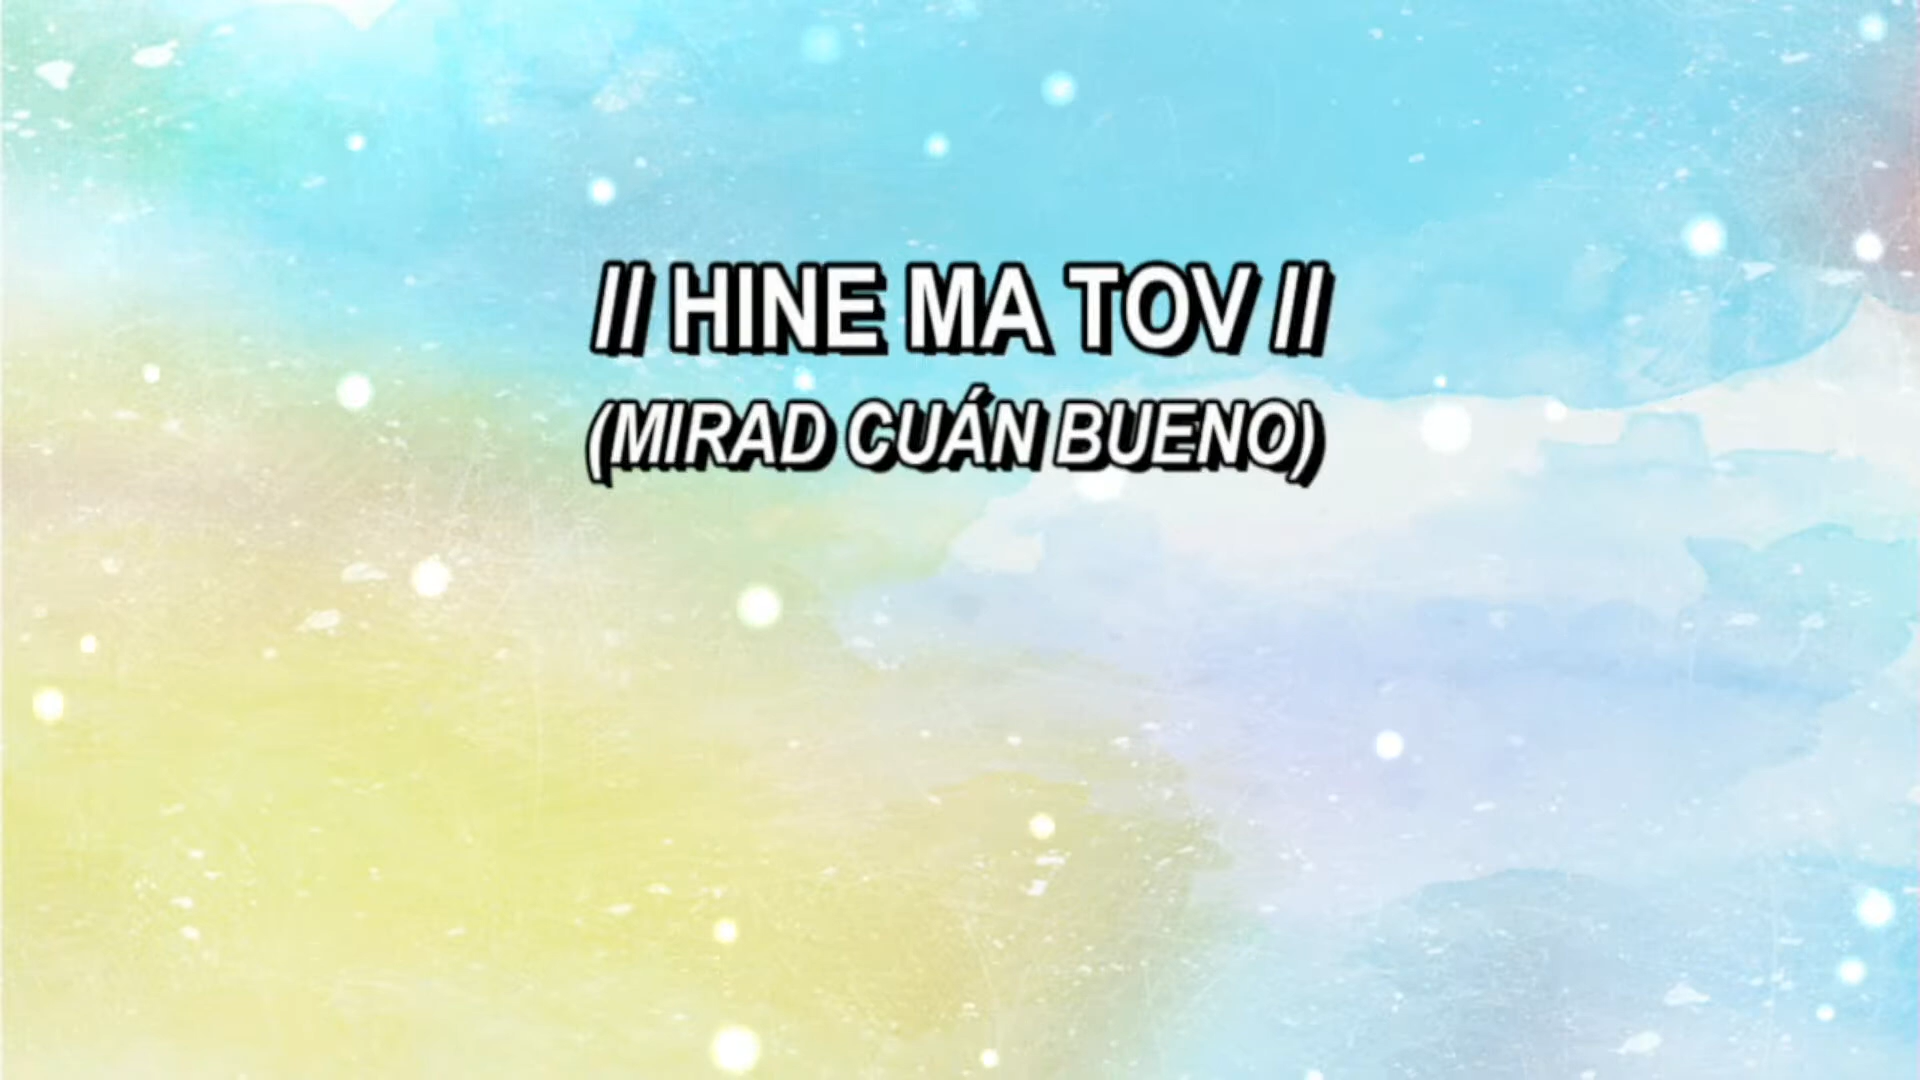 // HINE MA TOV //
(MIRAD CUÁN BUENO)